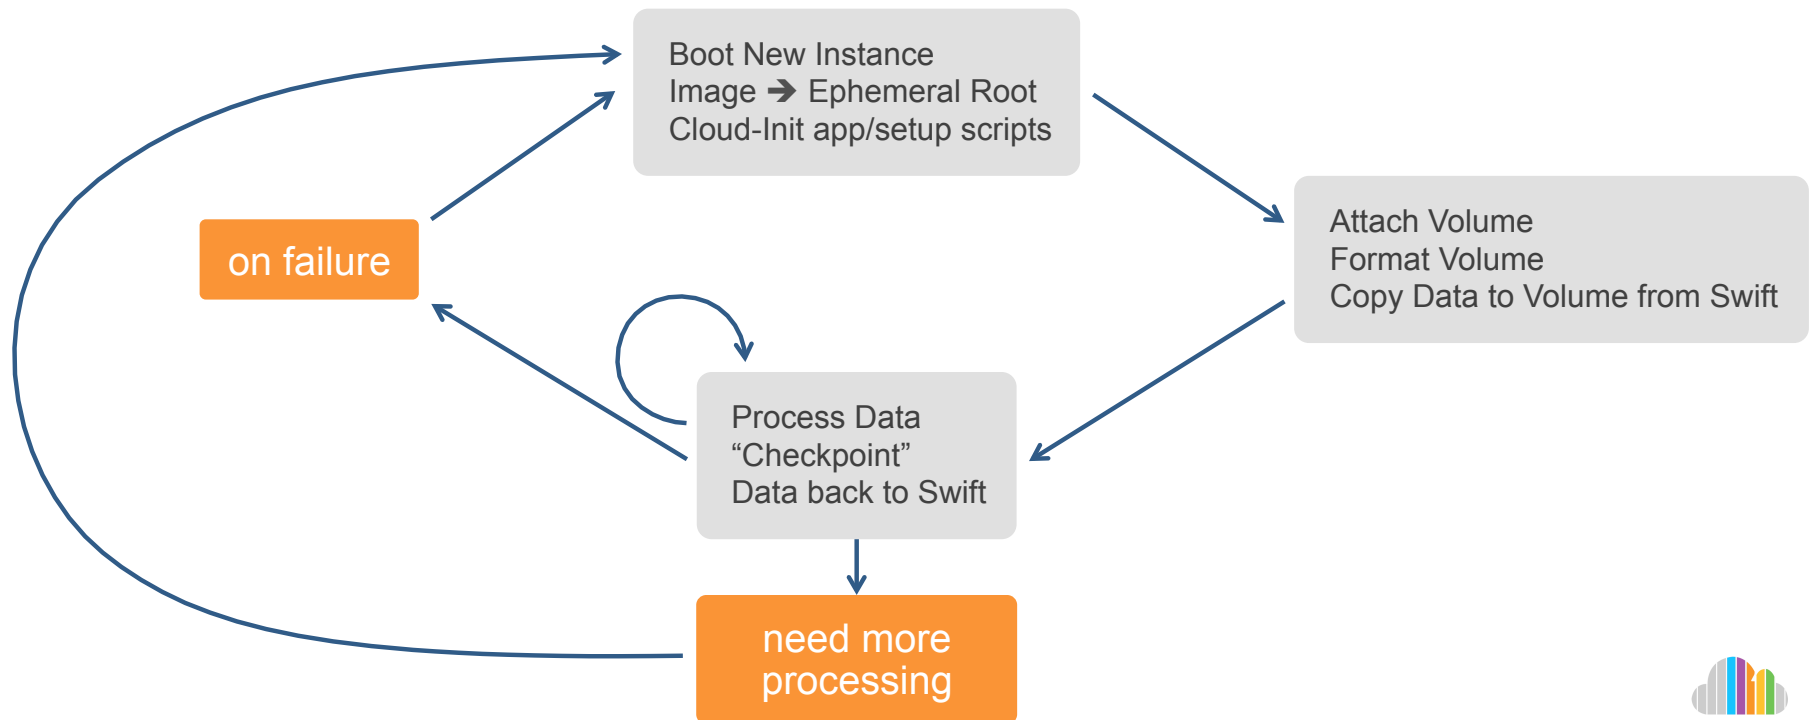 Boot New Instance
Image ➔ Ephemeral Root
Cloud-Init app/setup scripts
on failure
Attach Volume
Format Volume
Copy Data to Volume from Swift
Process Data
“Checkpoint”
Data back to Swift
need more
processing